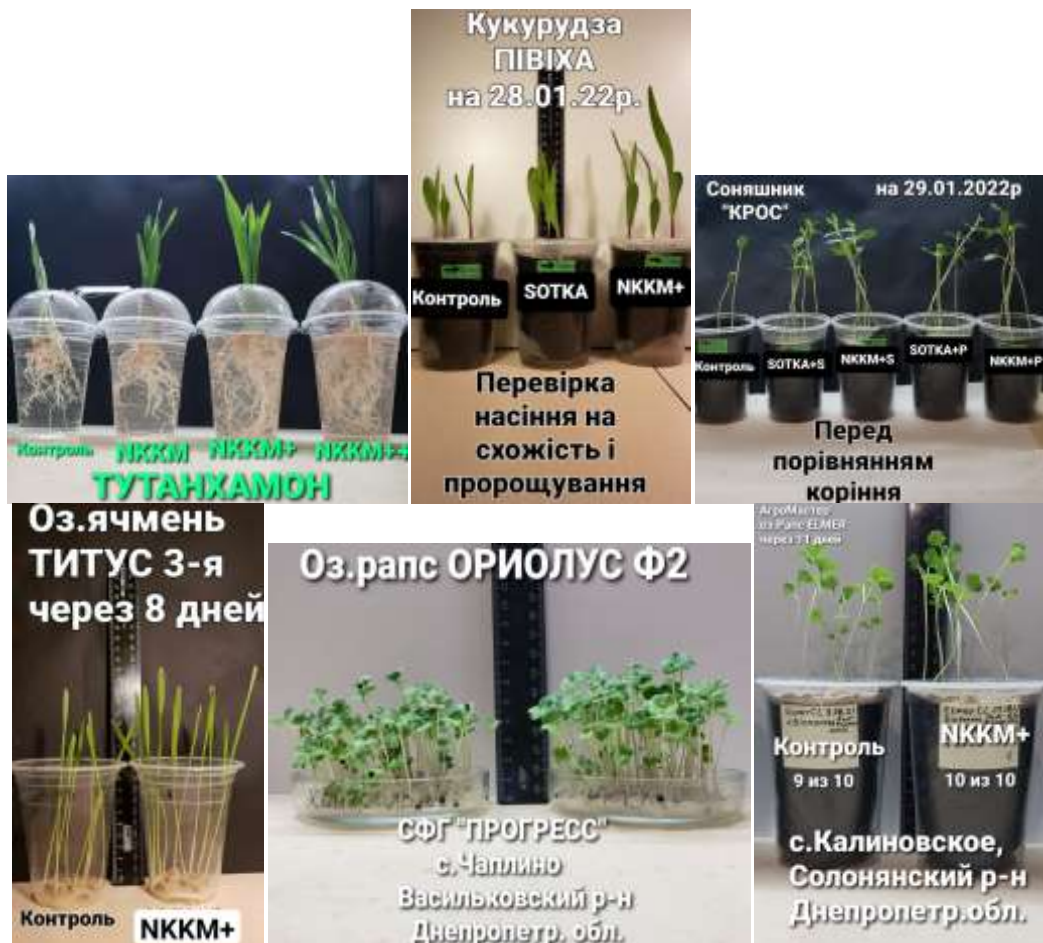 Контроль
NKKM
NKKM+
NKKM++
ТУТАНХАМОН
Кукурудза
ПІВІХА
на 28.01.22р.
Контроль
SOTKA
NKKM+
Перевірка
насіння на
схожість і
пророщування
Соняшник
"КРОС"
на 29.01.2022р
Контроль
SOTKA+S
NKKM+S
SOTKA+P
NKKM+P
Перед
порівнянням
коріння
Оз.ячмень
ТИТУС 3-я
через 8 дней
Контроль
NKKM+
Оз.рапс ОРИОЛУС Ф2
СФГ "ПРОГРЕСС"
с.Чаплино
Васильковский р-н
Днепропетр. обл.
АгроМастер
оз Рапс ELMER
через 11 дней
Контроль
9 из 10
NKKM+
10 из 10
с.Калиновское,
Солонянский р-н
Днепропетр.обл.